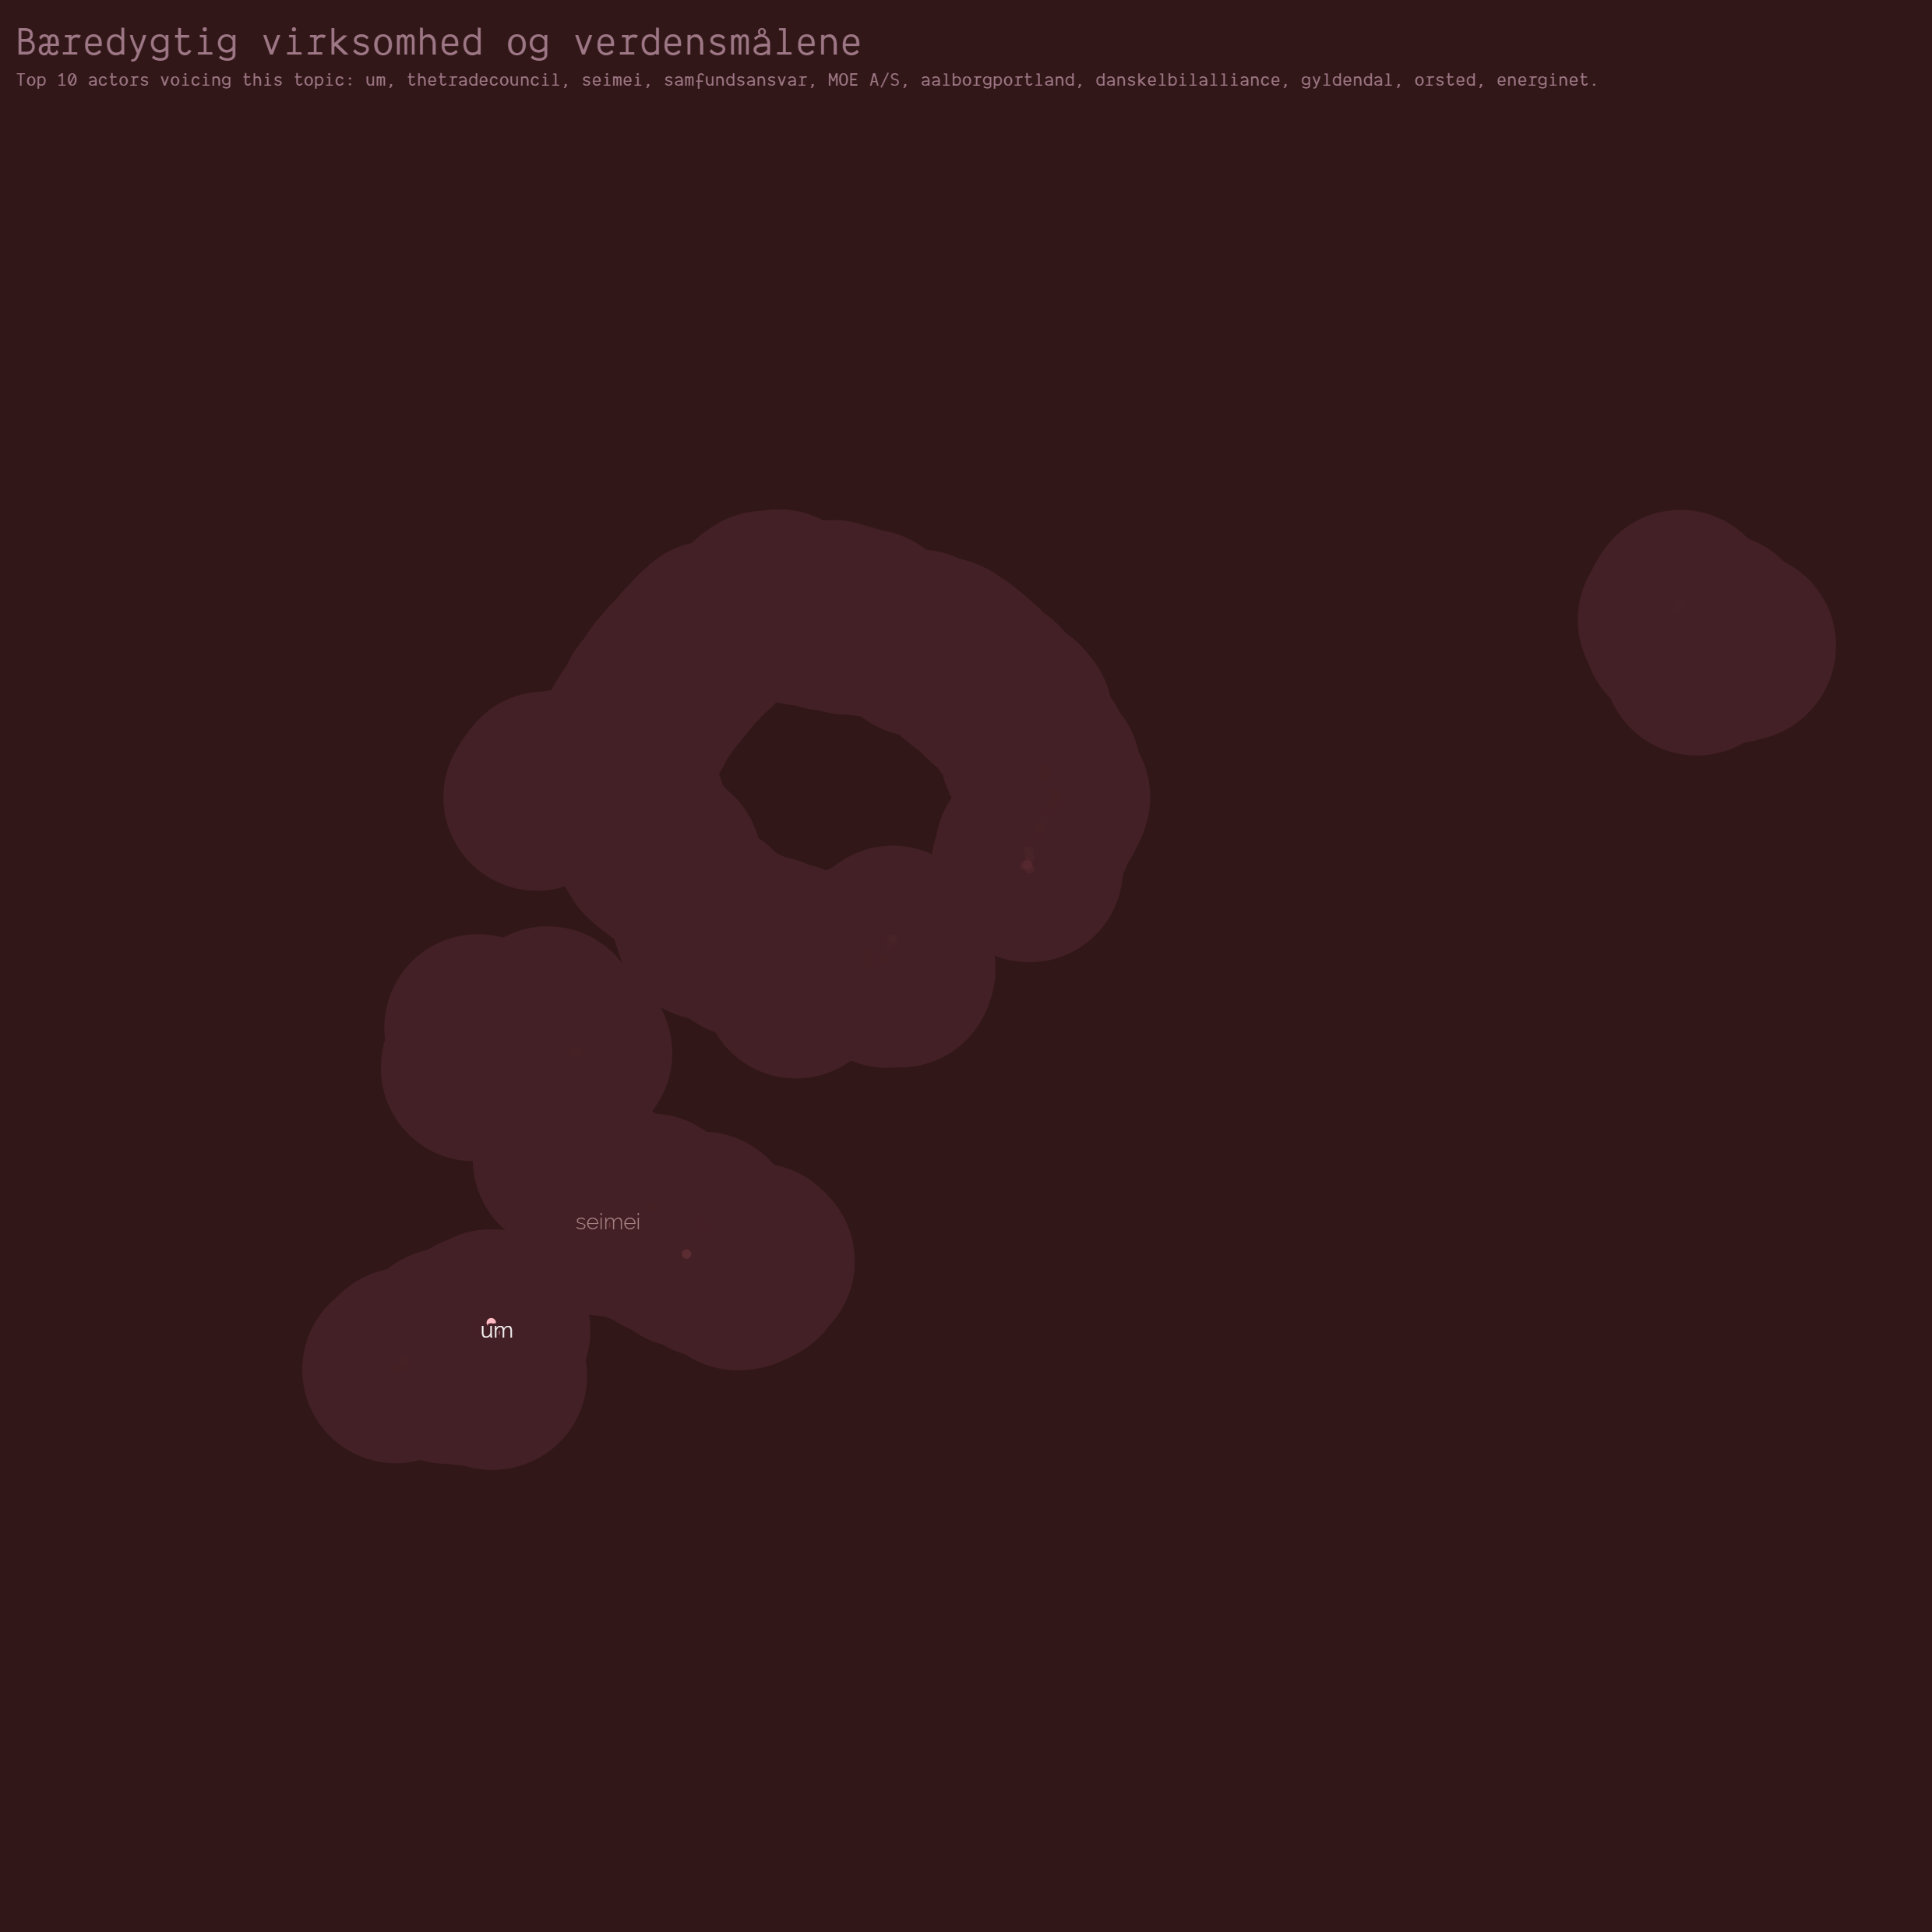 Bæredygtig virksomhed og verdensmålene
Top 10 actors voicing this topic: um, thetradecouncil, seimei, samfundsansvar, MOE A/S, aalborgportland, danskelbilalliance, gyldendal, orsted, energinet.
seimei
um